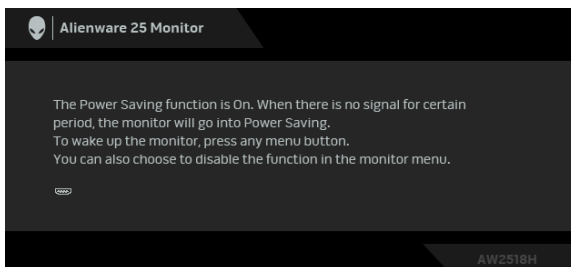 Alienware 25 Monitor
The Power Saving function is On. When there is no signal for certain
period, the monitor will go into Power Saving.
To wake up the monitor, press any menu button.
You can also choose to disable the function in the monitor menu.
AW2518H